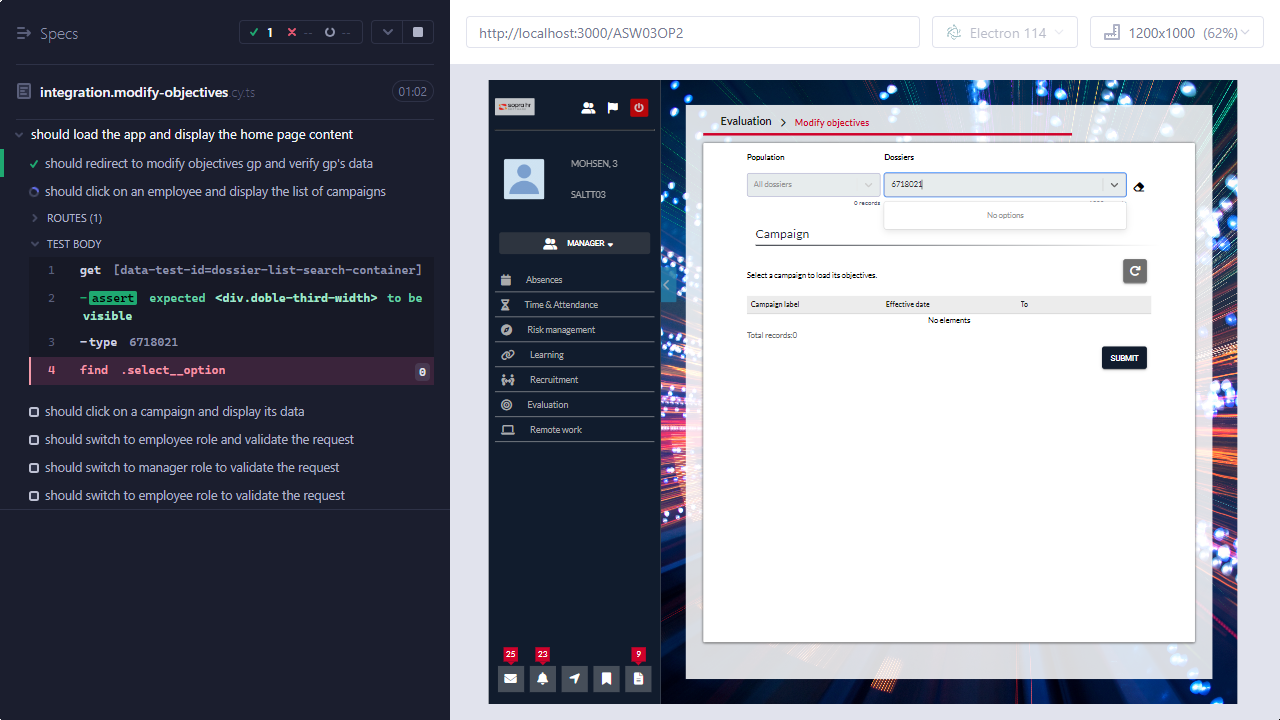 Specs
1
--
--
integration.modify-objectives.cy.ts
01:02
should load the app and display the home page content
should redirect to modify objectives gp and verify gp's data
should click on an employee and display the list of campaigns
ROUTES (1)
TEST BODY
1 get [data-test-id=dossier-list-search-container]
2 -assert expected <div.doble-third-width> to be
visible
3 -type 6718021
4 find .select__option 0
should click on a campaign and display its data
should switch to employee role and validate the request
should switch to manager role to validate the request
should switch to employee role to validate the request
http://localhost:3000/ASW03OP2
Electron 114
1200x1000 (62%)
sopra hr
MOHSEN, 3
SALTT03
MANAGER
Absences
Time & Attendance
Risk management
Learning
Recruitment
Evaluation
Remote work
25
23
9
Evaluation > Modify objectives
Population
Dossiers
All dossiers
6718021
0 records
No options
Campaign
Select a campaign to load its objectives.
Campaign label Effective date To
No elements
Total records:0
SUBMIT